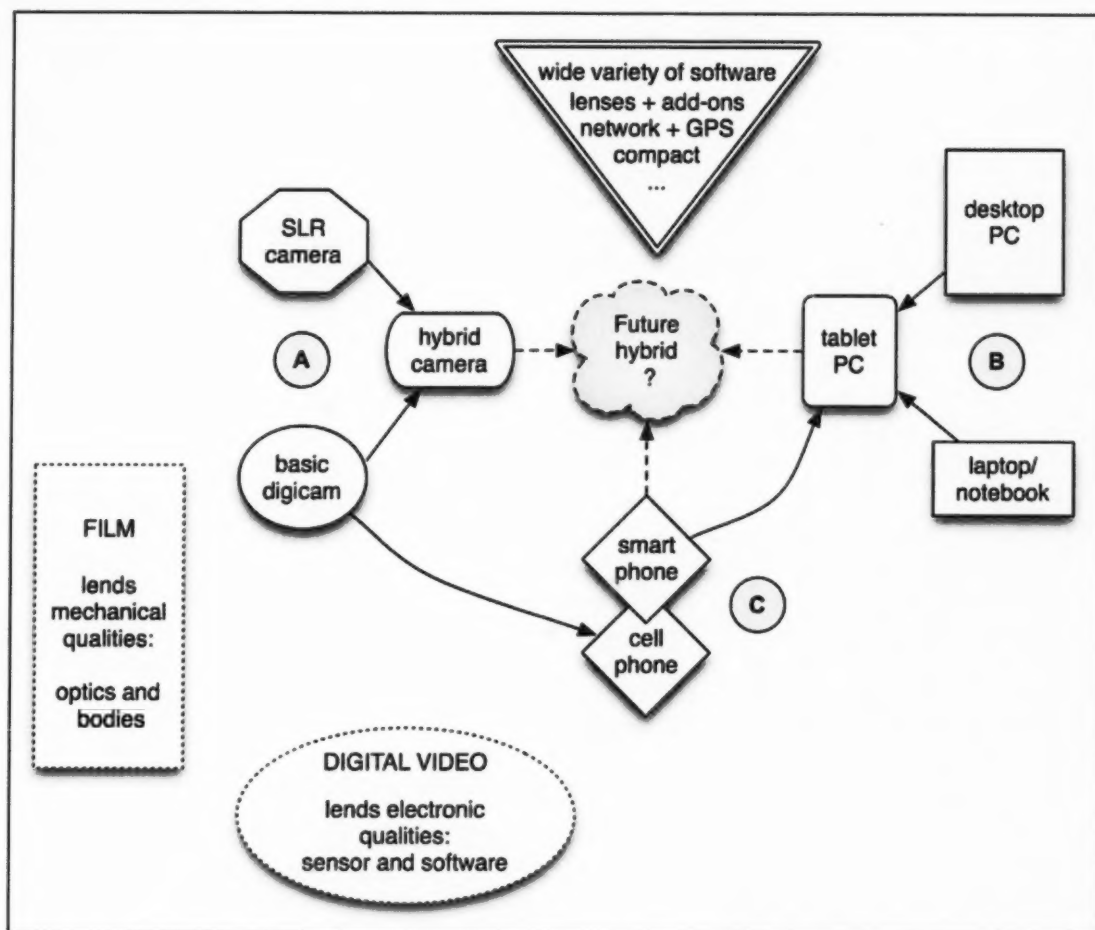 wide variety of software
lenses + add-ons
network + GPS
compact
...
SLR
camera
desktop
PC
A
hybrid
camera
Future
hybrid
?
tablet
PC
B
basic
digicam
laptop/
notebook
FILM
lends
mechanical
qualities:
optics and
bodies
smart
phone
C
cell
phone
DIGITAL VIDEO
lends electronic
qualities:
sensor and software